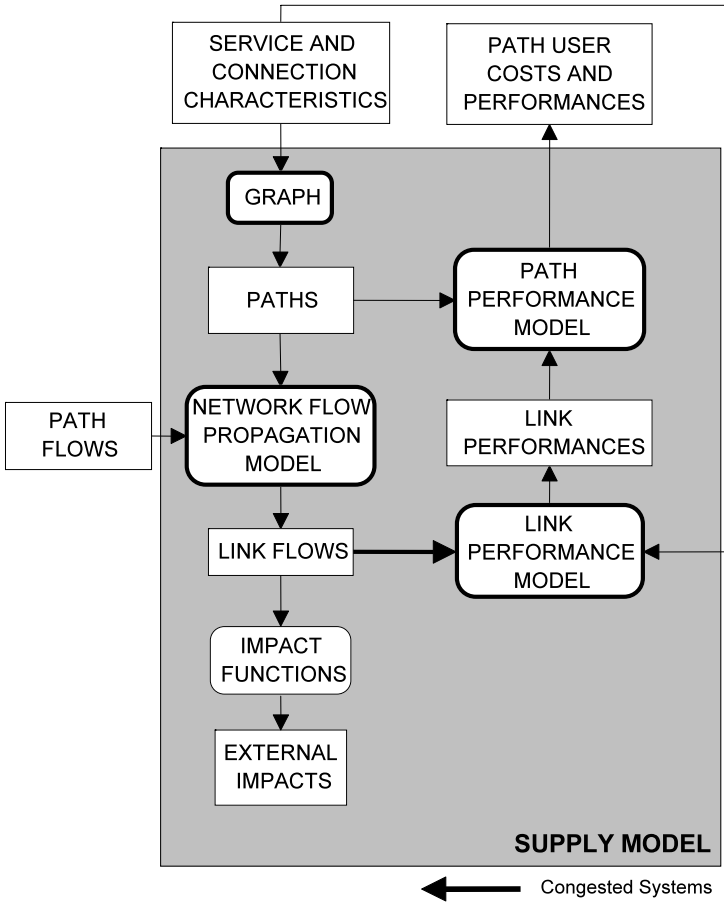 SERVICE AND
CONNECTION
CHARACTERISTICS
PATH USER
COSTS AND
PERFORMANCES
GRAPH
PATHS
PATH
PERFORMANCE
MODEL
PATH
FLOWS
NETWORK FLOW
PROPAGATION
MODEL
LINK
PERFORMANCES
LINK FLOWS
LINK
PERFORMANCE
MODEL
IMPACT
FUNCTIONS
EXTERNAL
IMPACTS
SUPPLY MODEL
Congested Systems